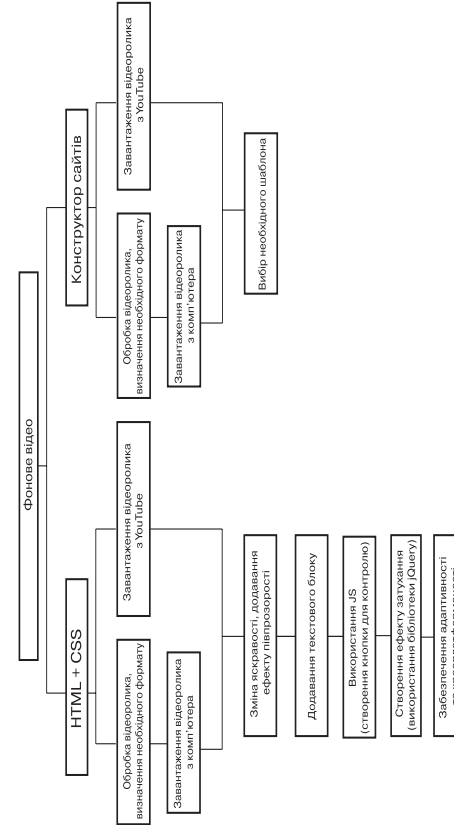 Фонове відео
HTML + CSS
Конструктор сайтів
Обробка відеоролика,
визначення необхідного формату
Завантаження відеоролика
з YouTube
Завантаження відеоролика
з комп'ютера
Обробка відеоролика,
визначення необхідного формату
Завантаження відеоролика
з YouTube
Завантаження відеоролика
з комп'ютера
Зміна яскравості, додавання
ефекту півпрозорості
Додавання текстового блоку
Використання JS
(створення кнопки для контролю)
Створення ефекту затухання
(використання бібліотеки jQuery)
Забезпечення адаптивності
Вибір необхідного шаблона